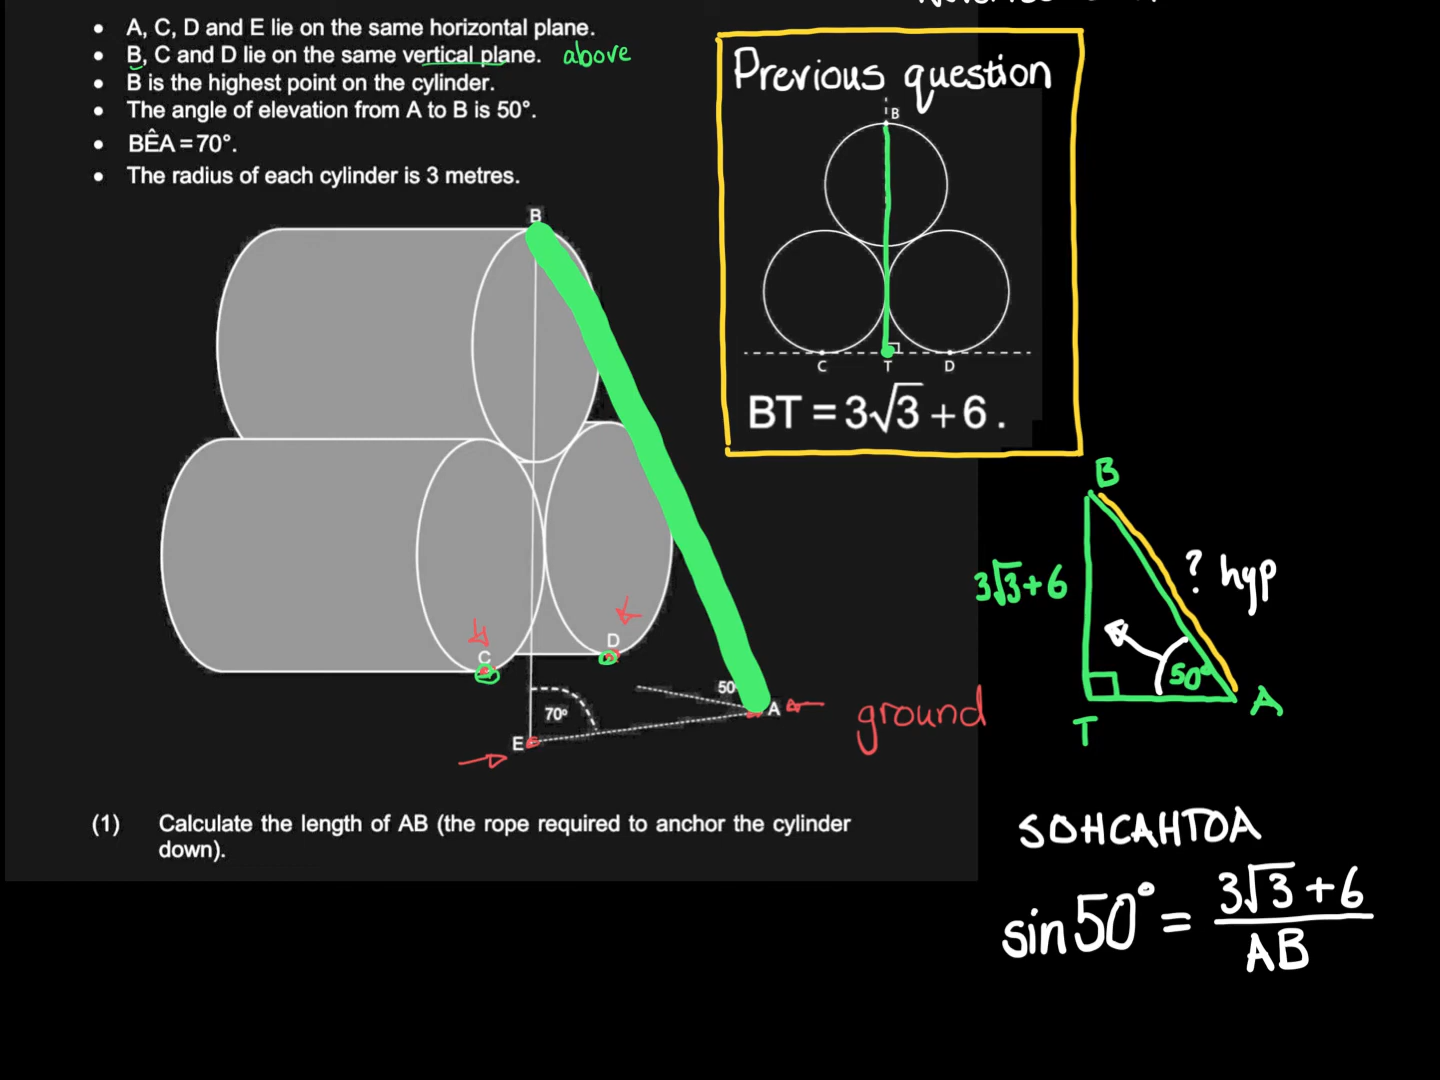 • A, C, D and E lie on the same horizontal plane.
• B, C and D lie on the same vertical plane. above
• B is the highest point on the cylinder.
• The angle of elevation from A to B is 50°.
• BÊA = 70°.
• The radius of each cylinder is 3 metres.
Previous question
B
C T D
BT = 3√3 + 6.
B
C
D
50
A
70°
E
ground
B
3√3+6
? hyp
50°
T
A
(1) Calculate the length of AB (the rope required to anchor the cylinder
down).
SOHCAHTOA
sin 50° = (3√3+6)/AB